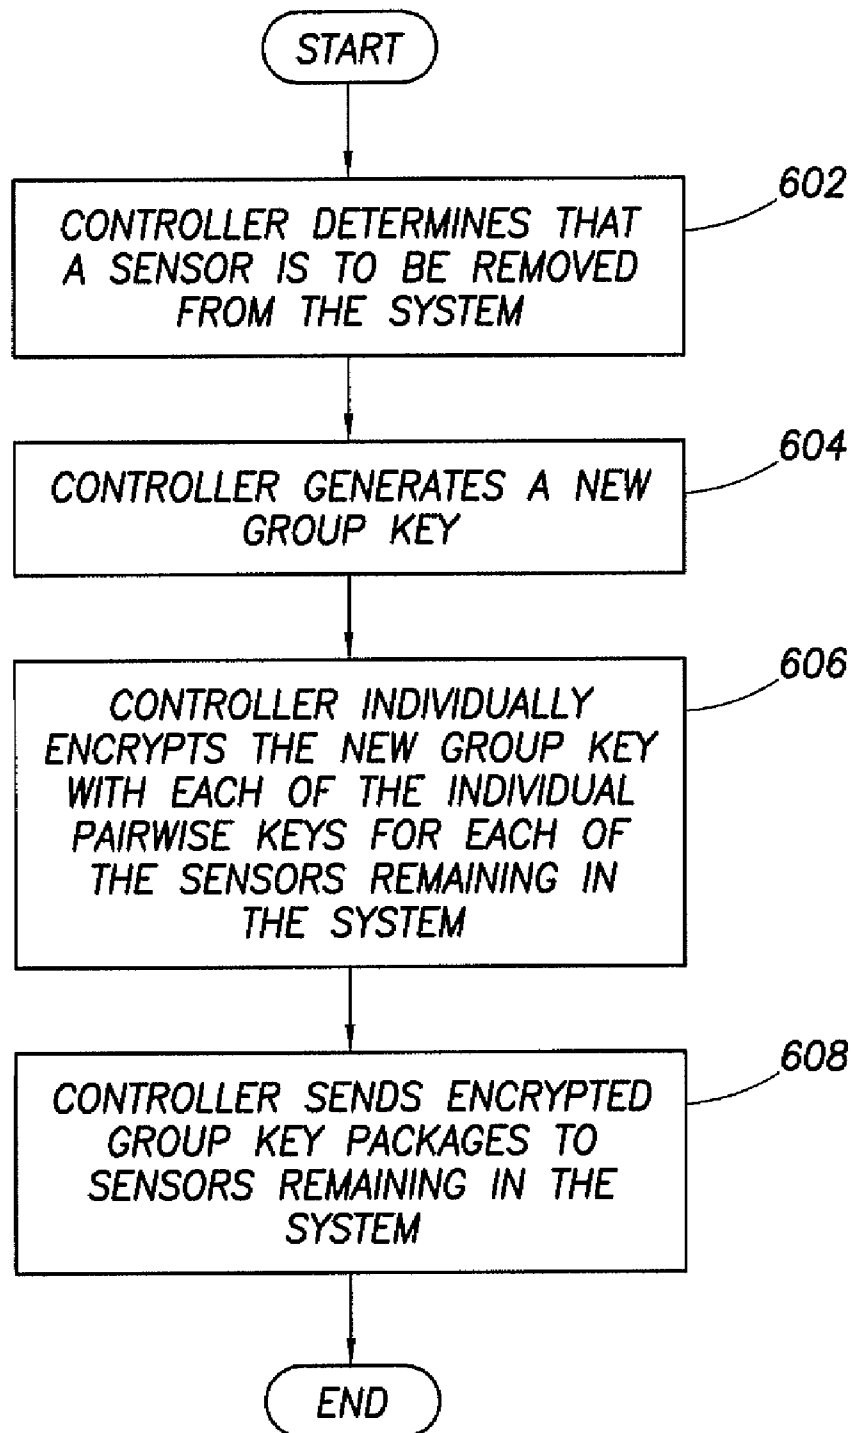 START
602
CONTROLLER DETERMINES THAT
A SENSOR IS TO BE REMOVED
FROM THE SYSTEM
604
CONTROLLER GENERATES A NEW
GROUP KEY
606
CONTROLLER INDIVIDUALLY
ENCRYPTS THE NEW GROUP KEY
WITH EACH OF THE INDIVIDUAL
PAIRWISE KEYS FOR EACH OF
THE SENSORS REMAINING IN
THE SYSTEM
608
CONTROLLER SENDS ENCRYPTED
GROUP KEY PACKAGES TO
SENSORS REMAINING IN THE
SYSTEM
END